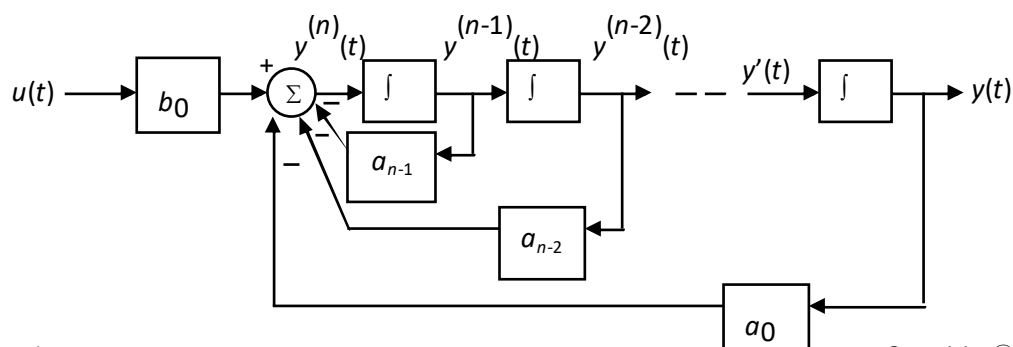 y(n)(t) y(n-1)(t) y(n-2)(t)
y’(t)
+
u(t) b0 Σ ∫ ∫ – – ∫ y(t)
–
–
an-1
–
an-2
a0